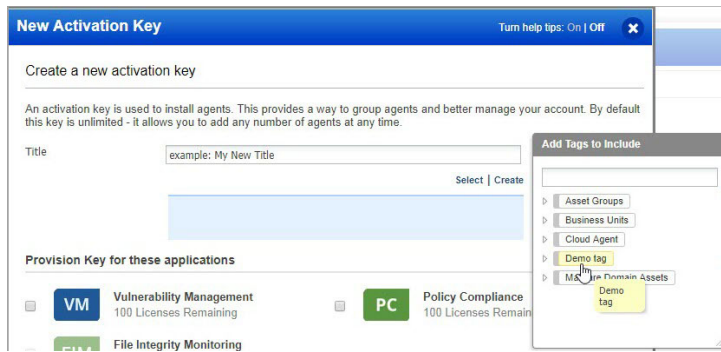 New Activation Key
Turn help tips: On | Off
Create a new activation key
An activation key is used to install agents. This provides a way to group agents and better manage your account. By default
this key is unlimited - it allows you to add any number of agents at any time.
Title
example: My New Title
Select | Create
Provision Key for these applications
VM
Vulnerability Management
100 Licenses Remaining
PC
Policy Compliance
100 Licenses Remain
FIM
File Integrity Monitoring
Add Tags to Include
Asset Groups
Business Units
Cloud Agent
Demo tag
Domain Assets
Demo
tag